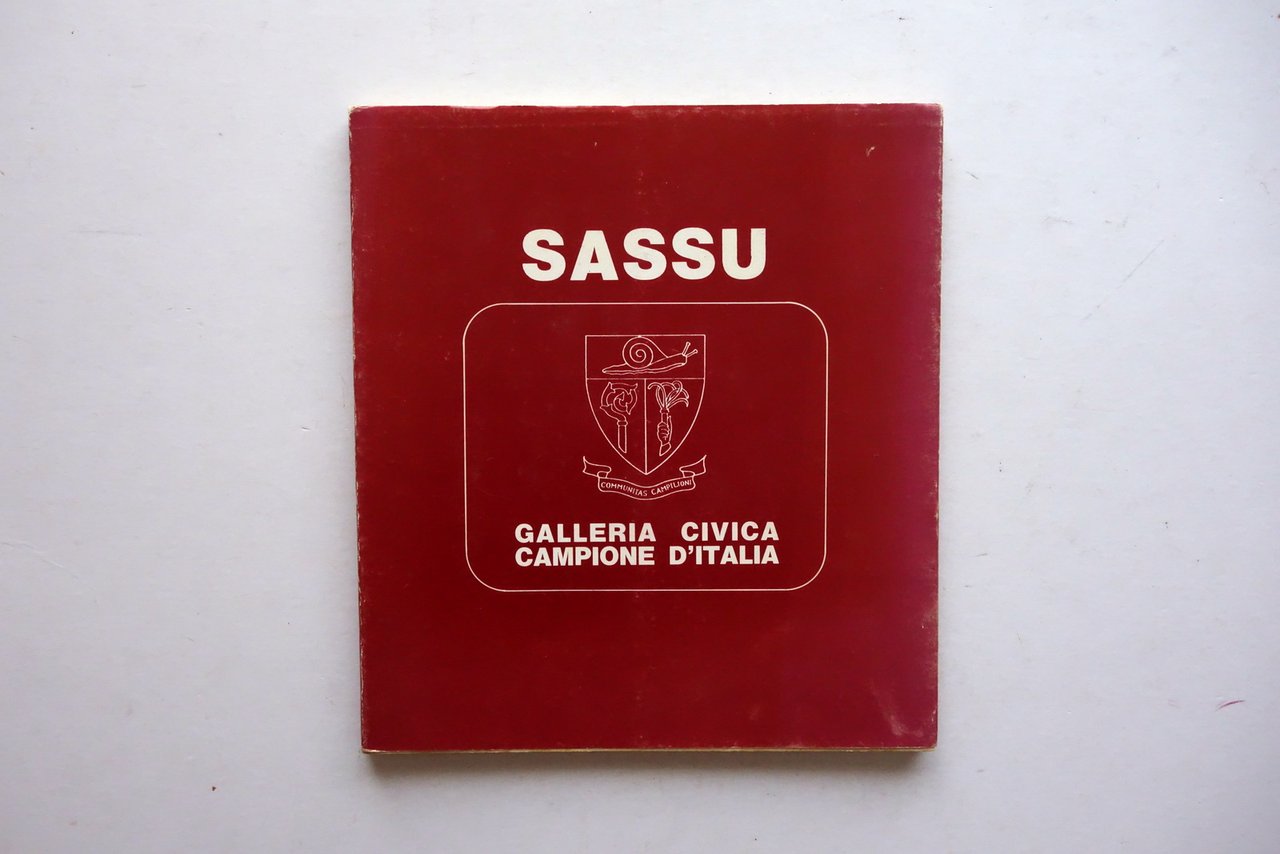 SASSU
COMMUNITAS CAMPILIONI
GALLERIA CIVICA
CAMPIONE D'ITALIA